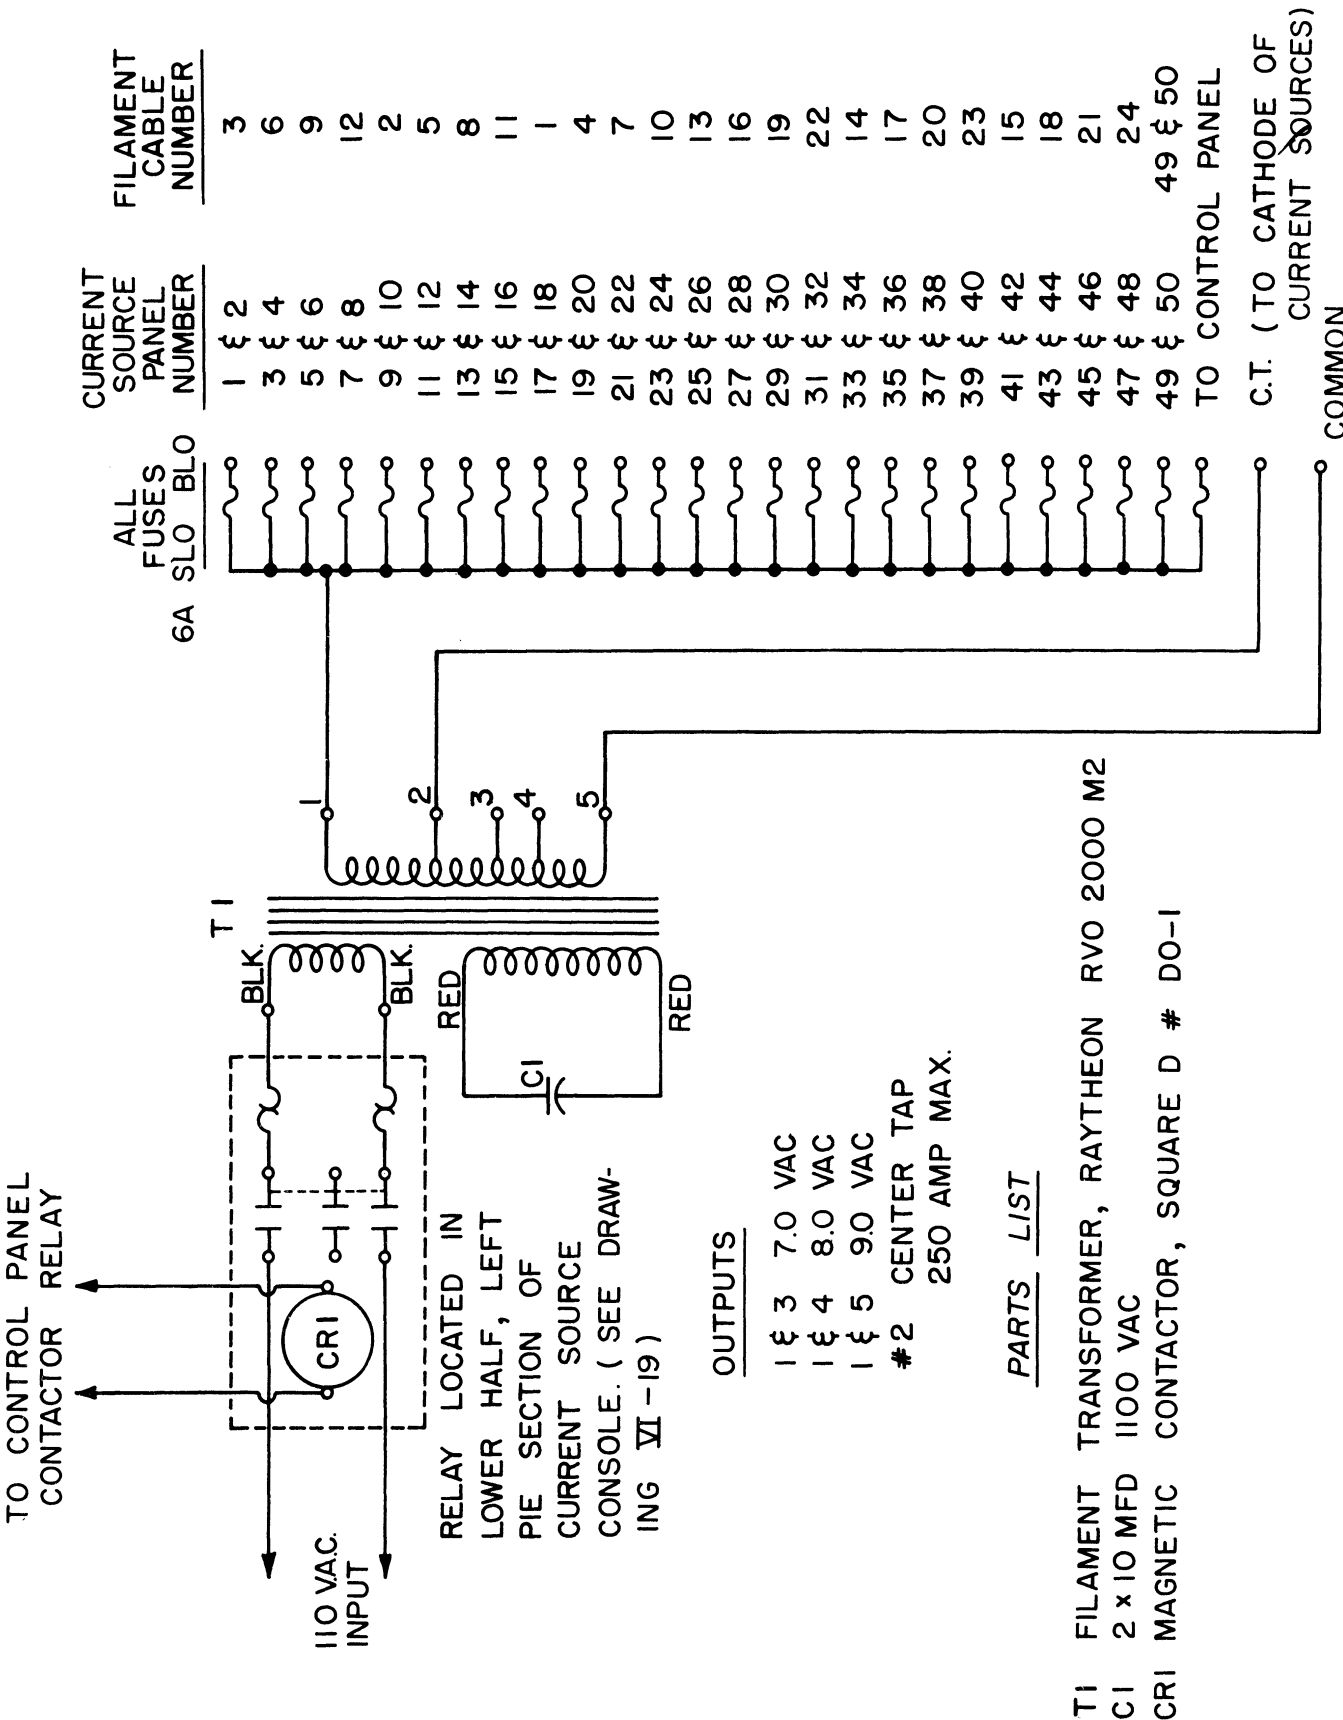 TO CONTROL PANEL
CONTACTOR RELAY
110 V.A.C.
INPUT
CR1
BLK.
BLK.
T1
RED
RED
C1
1
2
3
4
5
RELAY LOCATED IN
LOWER HALF, LEFT
PIE SECTION OF
CURRENT SOURCE
CONSOLE. (SEE DRAW-
ING VI-19)
6A
ALL
FUSES
SLO BLO
CURRENT
SOURCE
PANEL
NUMBER
FILAMENT
CABLE
NUMBER
1 & 2 3
3 & 4 6
5 & 6 9
7 & 8 12
9 & 10 2
11 & 12 5
13 & 14 8
15 & 16 11
17 & 18 1
19 & 20 4
21 & 22 7
23 & 24 10
25 & 26 13
27 & 28 16
29 & 30 19
31 & 32 22
33 & 34 14
35 & 36 17
37 & 38 20
39 & 40 23
41 & 42 15
43 & 44 18
45 & 46 21
47 & 48 24
49 & 50 49 & 50
TO CONTROL PANEL
C.T. (TO CATHODE OF
CURRENT SOURCES)
COMMON
OUTPUTS
1 & 3 7.0 VAC
1 & 4 8.0 VAC
1 & 5 9.0 VAC
#2 CENTER TAP
250 AMP MAX.
PARTS LIST
T1 FILAMENT TRANSFORMER, RAYTHEON RVO 2000 M2
C1 2 x 10 MFD 1100 VAC
CR1 MAGNETIC CONTACTOR, SQUARE D # DO-1